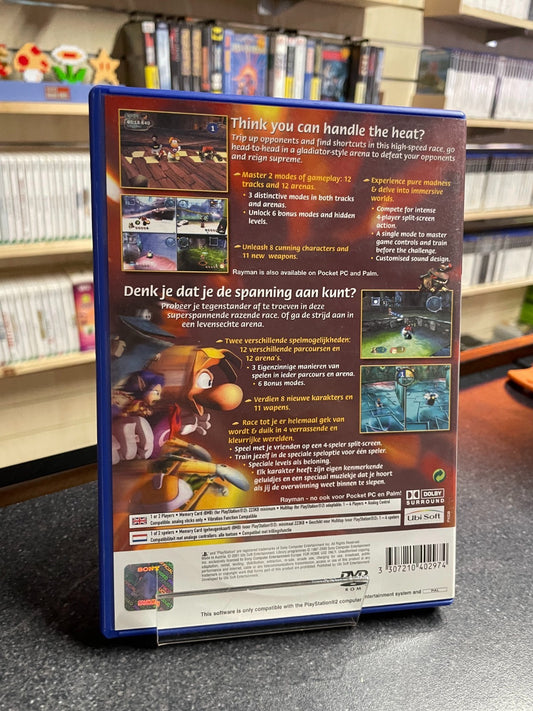 Think you can handle the heat?
Trip up opponents and find shortcuts in this high-speed race, go
head-to-head in a gladiator-style arena to defeat your opponents
and reign supreme.
Master 2 modes of gameplay: 12
tracks and 12 arenas.
• 3 distinctive modes in both tracks
and arenas.
• Unlock 6 bonus modes and hidden
levels.
Unleash 8 cunning characters and
11 new weapons.
Experience pure madness
& delve into immersive
worlds.
• Compete for intense
4-player split-screen
action.
• A single mode to master
game controls and train
before the challenge.
• Customised sound design.
Rayman is also available on Pocket PC and Palm.
Denk je dat je de spanning aan kunt?
Probeer je tegenstander af te troeven in deze
superspannende razende race. Of ga de strijd aan in
een levensechte arena.
Twee verschillende spelmogelijkheden:
12 verschillende parcoursen en
12 arena's.
• 3 Eigenzinnige manieren van
spelen in ieder parcours en arena.
• 6 Bonus modes.
Verdien 8 nieuwe karakters en
11 wapens.
Race tot je er helemaal gek van
wordt & duik in 4 verrassende en
kleurrijke werelden.
• Speel met je vrienden op een 4-speler split-screen.
• Train jezelf in de speciale speloptie voor één speler.
• Speciale levels als beloning.
• Elk karakter heeft zijn eigen kenmerkende
geluidjes en een speciaal muziekje dat je hoort
als jij de overwinning weet binnen te slepen.
Rayman - nu ook voor Pocket PC en Palm!
DOLBY
SURROUND
Ubi Soft
SONY
DVD
ROM
3 307210 402974
This software is only compatible with the PlayStation®2 computer entertainment system and PAL